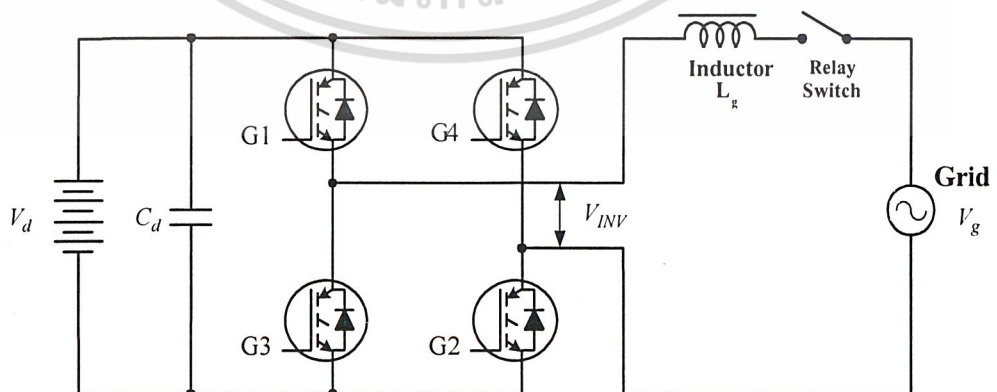 Inductor
L_g
Relay
Switch
G1
G4
Grid
V_d
C_d
V_INV
V_g
G3
G2